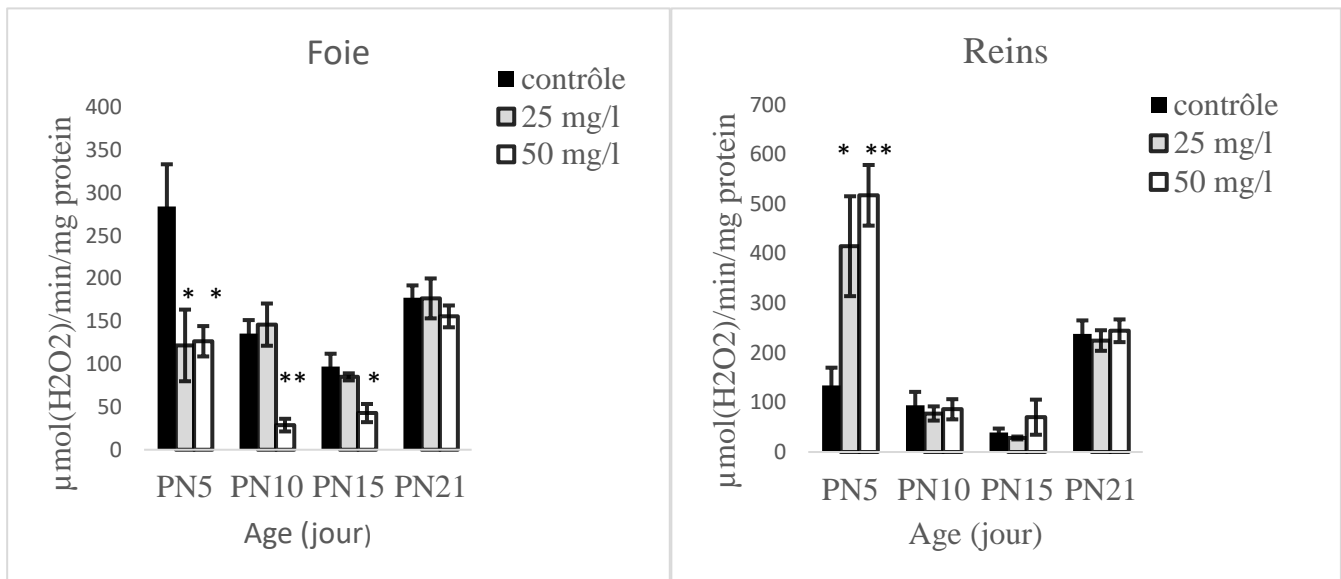 Foie
contrôle
25 mg/l
50 mg/l
µmol(H2O2)/min/mg protein
400
350
300
250
200
150
100
50
0
* *
**
*
PN5 PN10 PN15 PN21
Age (jour)
Reins
contrôle
25 mg/l
50 mg/l
µmol(H2O2)/min/mg protein
700
600
500
400
300
200
100
0
* **
PN5 PN10 PN15 PN21
Age (jour)